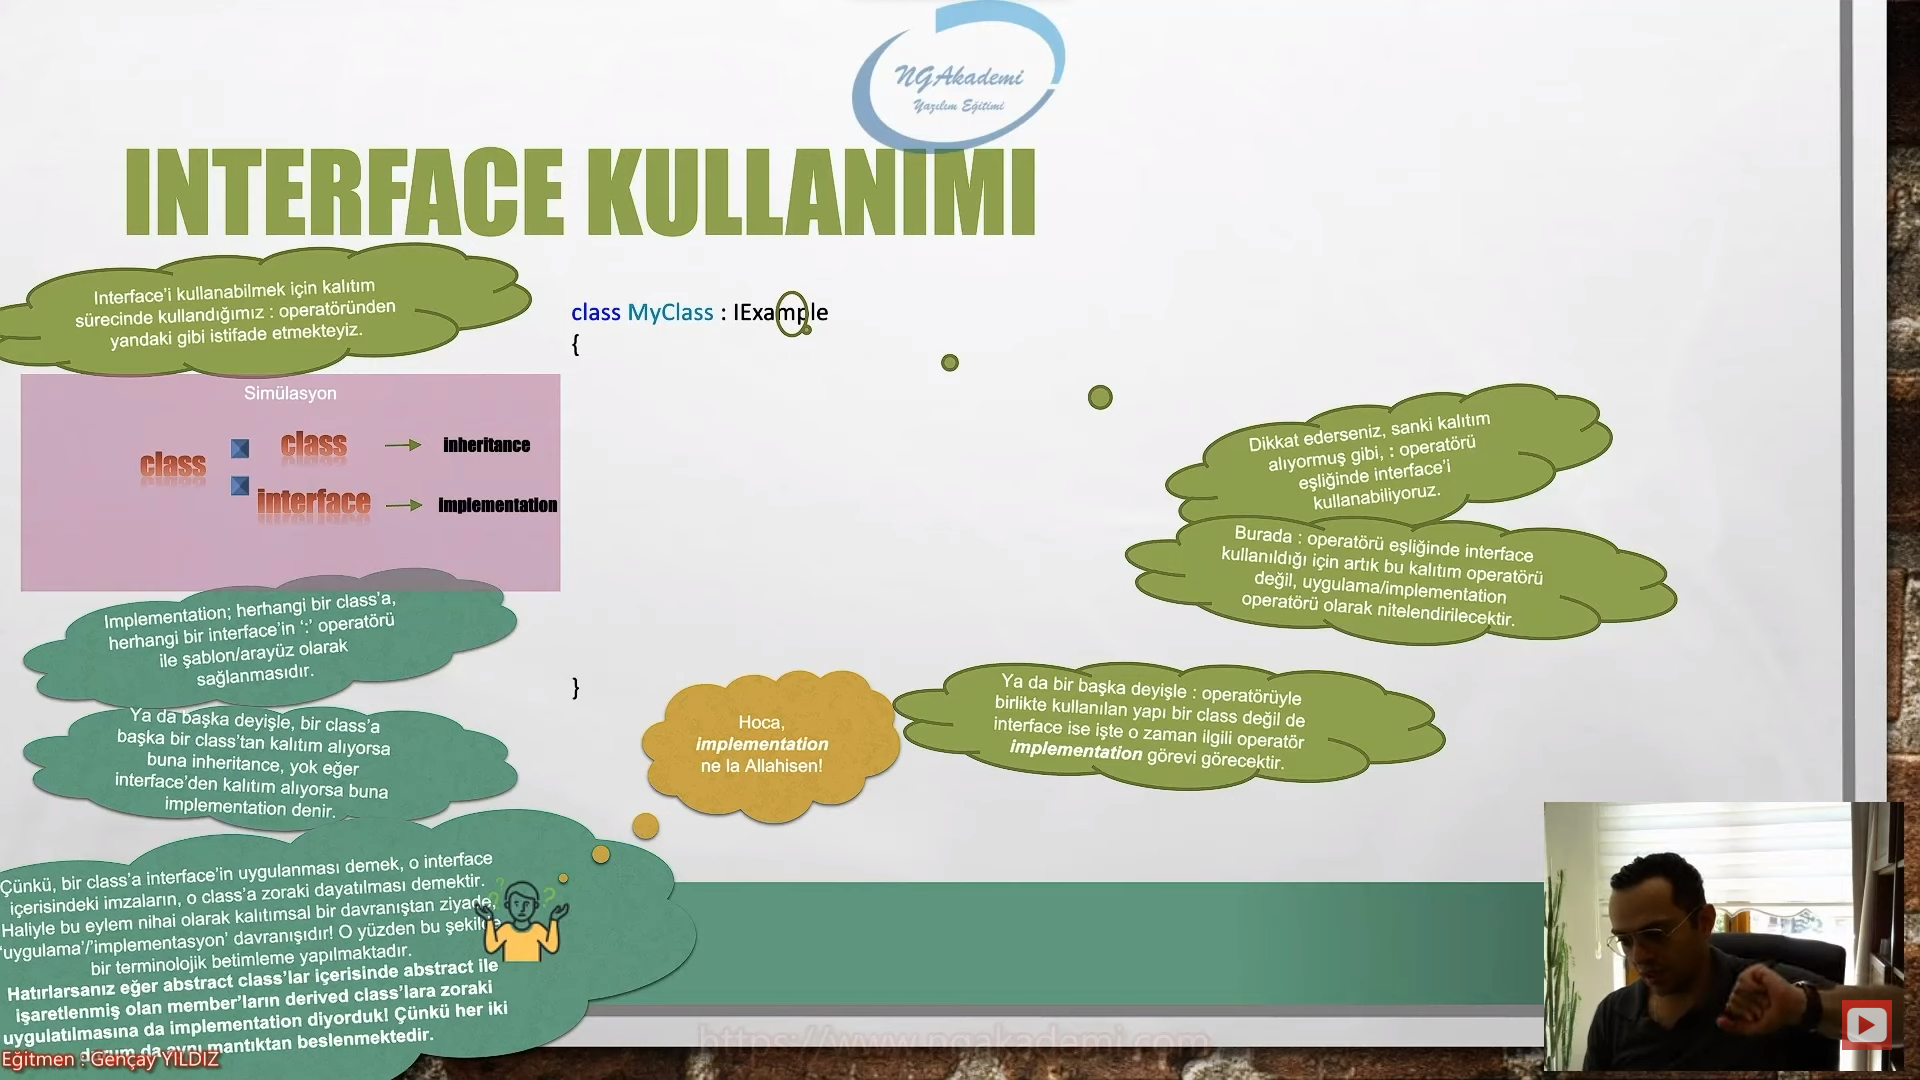 NGAkademi
Yazılım Eğitimi
INTERFACE KULLANIMI
Interface’i kullanabilmek için kalıtım
sürecinde kullandığımız : operatöründen
yandaki gibi istifade etmekteyiz.
class MyClass : IExample
{
}
Simülasyon
class
class
inheritance
interface
implementation
Dikkat ederseniz, sanki kalıtım
alıyormuş gibi, : operatörü
eşliğinde interface’i
kullanabiliyoruz.
Burada : operatörü eşliğinde interface
kullanıldığı için artık bu kalıtım operatörü
değil, uygulama/implementation
operatörü olarak nitelendirilecektir.
Ya da bir başka deyişle : operatörüyle
birlikte kullanılan yapı bir class değil de
interface ise işte o zaman ilgili operatör
implementation görevi görecektir.
Hoca,
implementation
ne la Allahisen!
Implementation; herhangi bir class’a,
herhangi bir interface’in ‘:’ operatörü
ile şablon/arayüz olarak
sağlanmasıdır.
Ya da başka deyişle, bir class’a
başka bir class’tan kalıtım alıyorsa
buna inheritance, yok eğer
interface’den kalıtım alıyorsa buna
implementation denir.
Çünkü, bir class’a interface’in uygulanması demek, o interface
içerisindeki imzaların, o class’a zoraki dayatılması demektir.
Haliyle bu eylem nihai olarak kalıtımsal bir davranıştan ziyade,
‘uygulama’/’implementasyon’ davranışıdır! O yüzden bu şekilde
bir terminolojik betimleme yapılmaktadır.
Hatırlarsanız eğer abstract class’lar içerisinde abstract ile
işaretlenmiş olan member’ların derived class’lara zoraki
uygulatılmasına da implementation diyorduk! Çünkü her iki
durum da aynı mantıktan beslenmektedir.
Eğitmen : Gençay YILDIZ
https://www.ngakademi.com